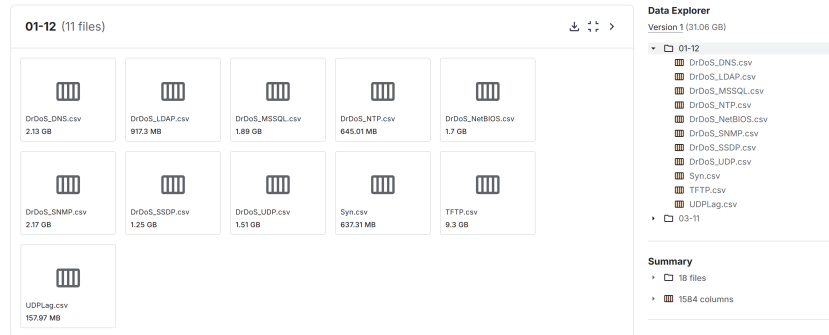 01-12 (11 files)
DrDoS_DNS.csv
2.13 GB
DrDoS_LDAP.csv
917.3 MB
DrDoS_MSSQL.csv
1.89 GB
DrDoS_NTP.csv
645.01 MB
DrDoS_NetBIOS.csv
1.7 GB
DrDoS_SNMP.csv
2.17 GB
DrDoS_SSDP.csv
1.25 GB
DrDoS_UDP.csv
1.51 GB
Syn.csv
637.31 MB
TFTP.csv
9.3 GB
UDPLag.csv
157.97 MB
Data Explorer
Version 1 (31.06 GB)
01-12
DrDoS_DNS.csv
DrDoS_LDAP.csv
DrDoS_MSSQL.csv
DrDoS_NTP.csv
DrDoS_NetBIOS.csv
DrDoS_SNMP.csv
DrDoS_SSDP.csv
DrDoS_UDP.csv
Syn.csv
TFTP.csv
UDPLag.csv
03-11
Summary
18 files
1584 columns